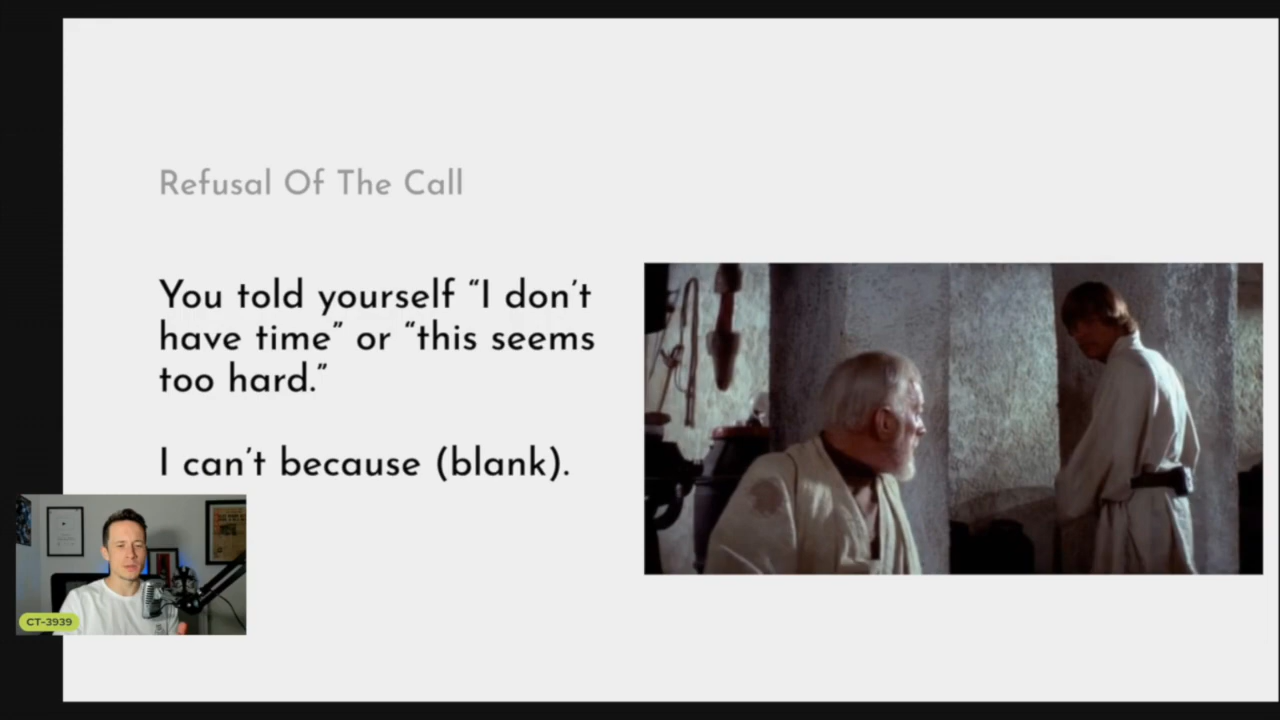 Refusal Of The Call
You told yourself “I don’t
have time” or “this seems
too hard.”
I can’t because (blank).
CT-3939